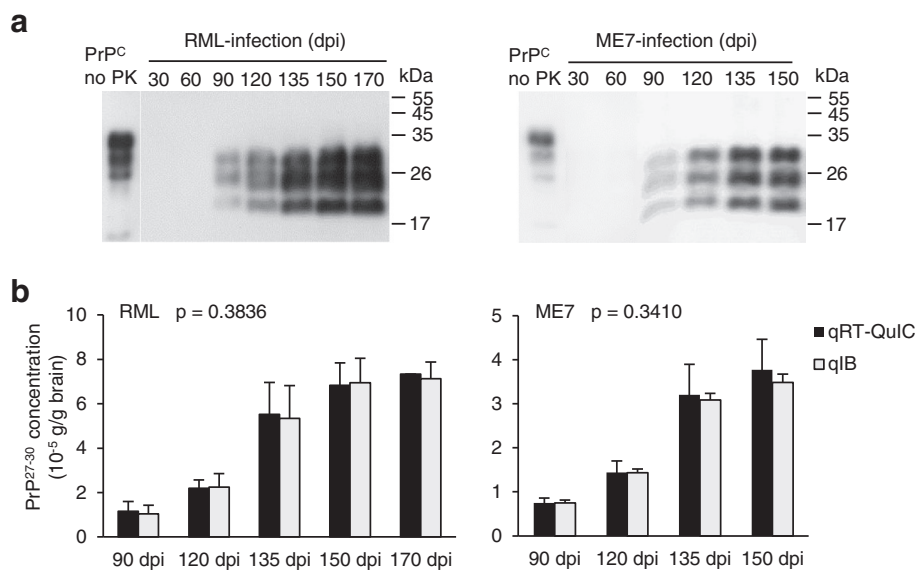 a
RML-infection (dpi)
PrPC
no PK 30 60 90 120 135 150 170 kDa
55
45
35
26
17
ME7-infection (dpi)
PrPC
no PK 30 60 90 120 135 150 kDa
55
45
35
26
17
b
RML p = 0.3836
PrP27-30 concentration
(10-5 g/g brain)
10
8
6
4
2
0
90 dpi 120 dpi 135 dpi 150 dpi 170 dpi
ME7 p = 0.3410
5
4
3
2
1
0
90 dpi 120 dpi 135 dpi 150 dpi
qRT-QuIC
qIB